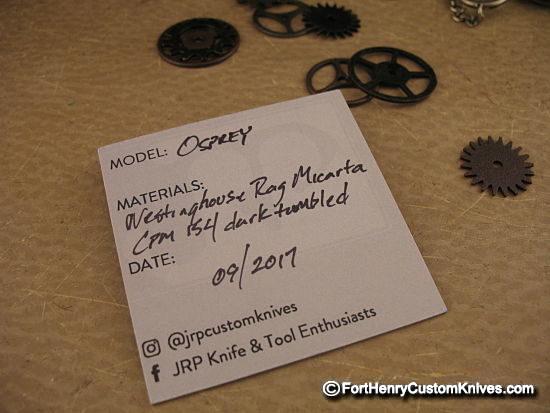 MODEL: OSPREY
MATERIALS:
Westinghouse Rag Micarta
CPM 154 dark tumbled
DATE:
09/2017
@jrpcustomknives
f JRP Knife & Tool Enthusiasts
©FortHenryCustomKnives.com